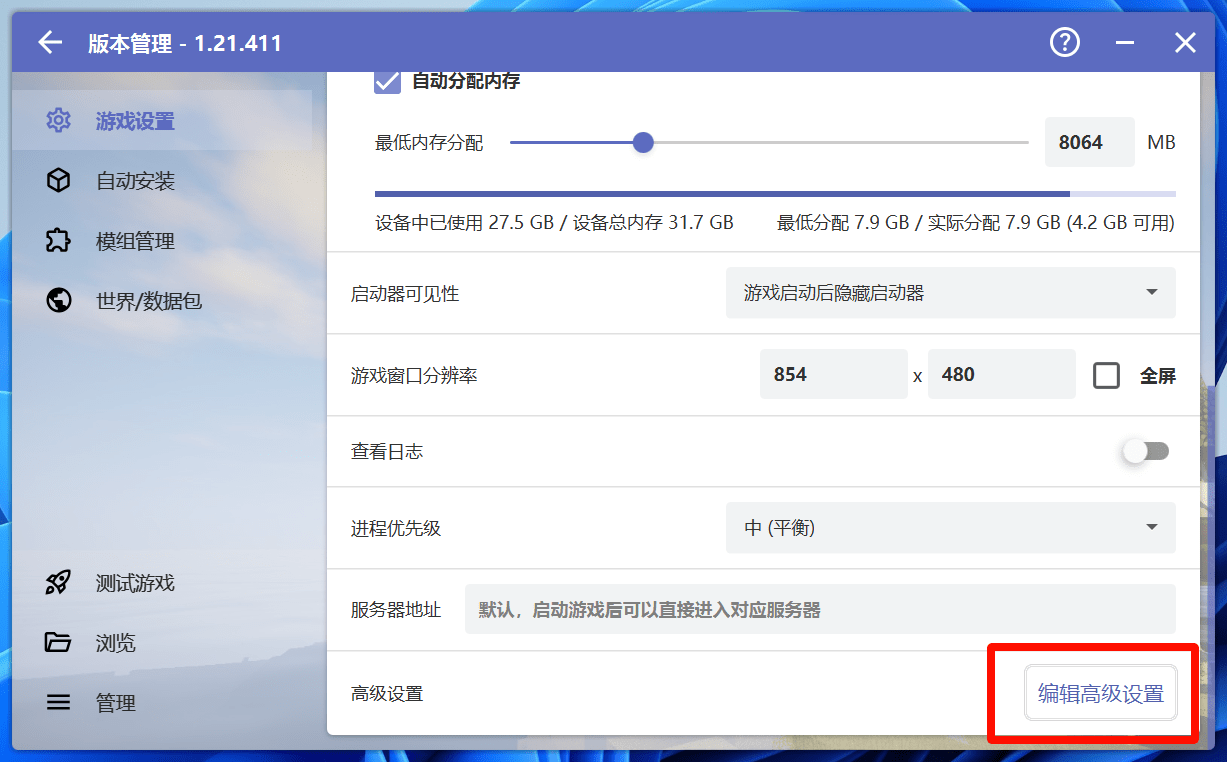 版本管理 - 1.21.411
游戏设置
自动安装
模组管理
世界/数据包
测试游戏
浏览
管理
自动分配内存
最低内存分配 8064 MB
设备中已使用 27.5 GB / 设备总内存 31.7 GB 最低分配 7.9 GB / 实际分配 7.9 GB (4.2 GB 可用)
启动器可见性 游戏启动后隐藏启动器
游戏窗口分辨率 854 x 480 全屏
查看日志
进程优先级 中 (平衡)
服务器地址 默认，启动游戏后可以直接进入对应服务器
高级设置 编辑高级设置